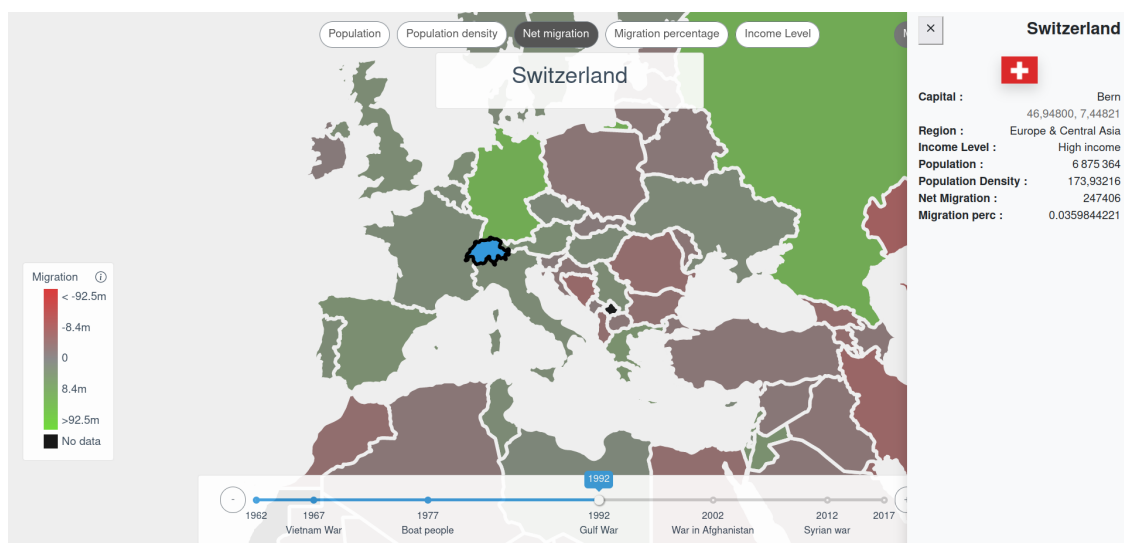 Population
Population density
Net migration
Migration percentage
Income Level
Switzerland
Switzerland
Capital : Bern
46,94800, 7,44821
Region : Europe & Central Asia
Income Level : High income
Population : 6 875 364
Population Density : 173,93216
Net Migration : 247406
Migration perc : 0.0359844221
Migration
< -92.5m
-8.4m
0
8.4m
>92.5m
No data
1992
1962 1967 1977 1992 2002 2012 2017
Vietnam War Boat people Gulf War War in Afghanistan Syrian war